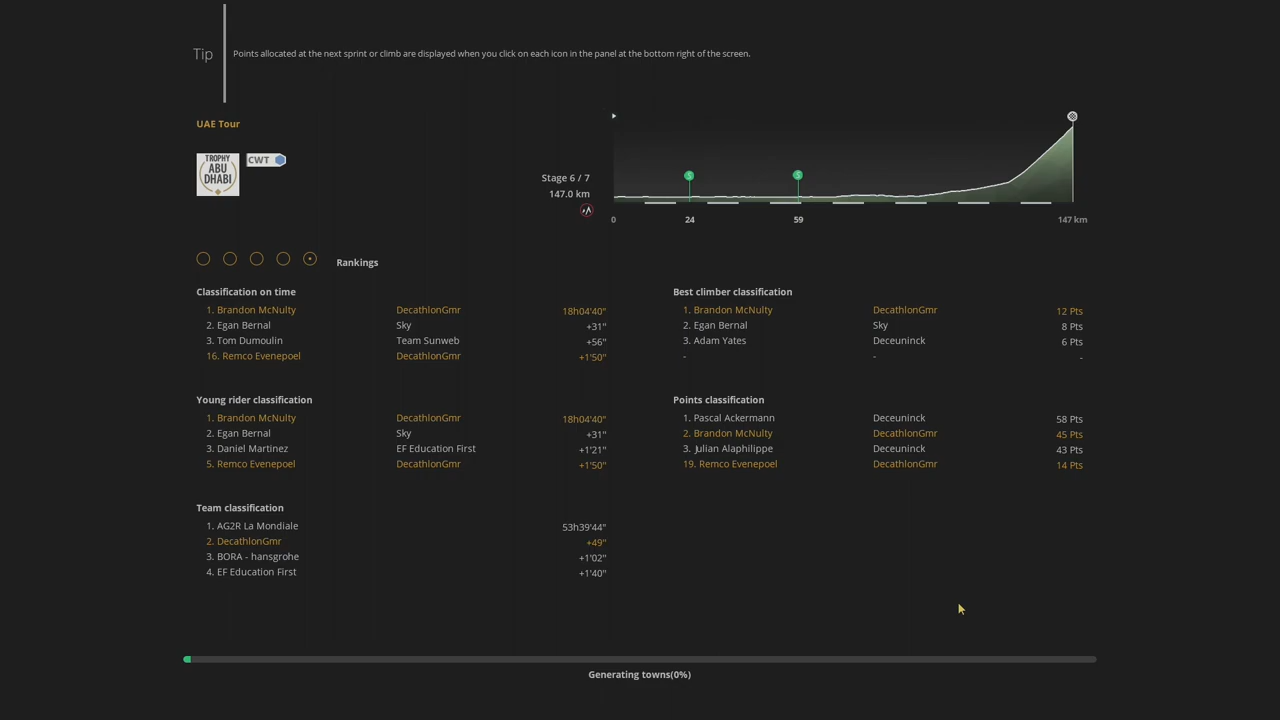 Tip
Points allocated at the next sprint or climb are displayed when you click on each icon in the panel at the bottom right of the screen.
UAE Tour
TROPHY
ABU
DHABI
CWT
Stage 6 / 7
147.0 km
S
S
0
24
59
147 km
Rankings
Classification on time
1. Brandon McNulty DecathlonGmr 18h04'40"
2. Egan Bernal Sky +31"
3. Tom Dumoulin Team Sunweb +56"
16. Remco Evenepoel DecathlonGmr +1'50"
Best climber classification
1. Brandon McNulty DecathlonGmr 12 Pts
2. Egan Bernal Sky 8 Pts
3. Adam Yates Deceuninck 6 Pts
- - -
Young rider classification
1. Brandon McNulty DecathlonGmr 18h04'40"
2. Egan Bernal Sky +31"
3. Daniel Martinez EF Education First +1'21"
5. Remco Evenepoel DecathlonGmr +1'50"
Points classification
1. Pascal Ackermann Deceuninck 58 Pts
2. Brandon McNulty DecathlonGmr 45 Pts
3. Julian Alaphilippe Deceuninck 43 Pts
19. Remco Evenepoel DecathlonGmr 14 Pts
Team classification
1. AG2R La Mondiale 53h39'44"
2. DecathlonGmr +49"
3. BORA - hansgrohe +1'02"
4. EF Education First +1'40"
Generating towns(0%)